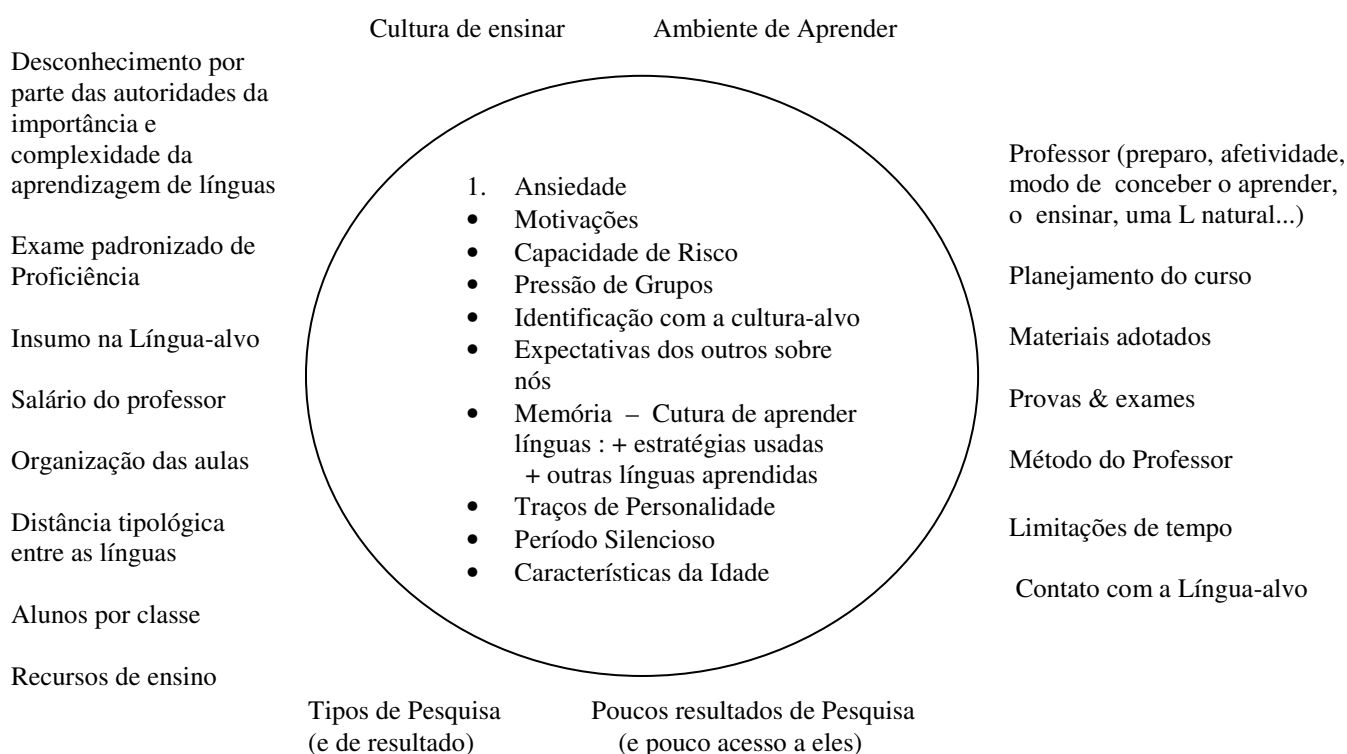 Cultura de ensinar Ambiente de Aprender
Desconhecimento por
parte das autoridades da
importância e
complexidade da
aprendizagem de línguas
Exame padronizado de
Proficiência
Insumo na Língua-alvo
Salário do professor
Organização das aulas
Distância tipológica
entre as línguas
Alunos por classe
Recursos de ensino
1. Ansiedade
• Motivações
• Capacidade de Risco
• Pressão de Grupos
• Identificação com a cultura-alvo
• Expectativas dos outros sobre
nós
• Memória – Cutura de aprender
línguas : + estratégias usadas
+ outras línguas aprendidas
• Traços de Personalidade
• Período Silencioso
• Características da Idade
Professor (preparo, afetividade,
modo de conceber o aprender,
o ensinar, uma L natural...)
Planejamento do curso
Materiais adotados
Provas & exames
Método do Professor
Limitações de tempo
Contato com a Língua-alvo
Tipos de Pesquisa Poucos resultados de Pesquisa
(e de resultado) (e pouco acesso a eles)